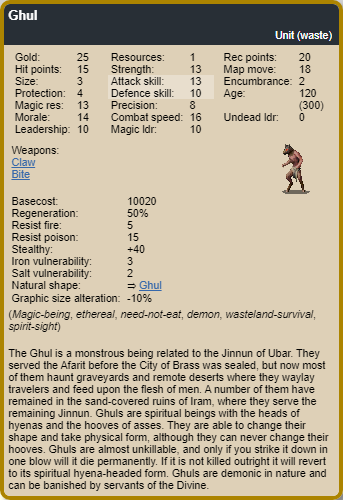 Ghul
Unit (waste)
Gold: 25 Resources: 1 Rec points: 20
Hit points: 15 Strength: 13 Map move: 18
Size: 3 Attack skill: 13 Encumbrance: 2
Protection: 4 Defence skill: 10 Age: 120
Magic res: 13 Precision: 8 (300)
Morale: 14 Combat speed: 16 Undead ldr: 0
Leadership: 10 Magic ldr: 10
Weapons:
Claw
Bite
Basecost: 10020
Regeneration: 50%
Resist fire: 5
Resist poison: 15
Stealthy: +40
Iron vulnerability: 3
Salt vulnerability: 2
Natural shape: ⇒ Ghul
Graphic size alteration: -10%
(Magic-being, ethereal, need-not-eat, demon, wasteland-survival,
spirit-sight)
The Ghul is a monstrous being related to the Jinnun of Ubar. They
served the Afarit before the City of Brass was sealed, but now most
of them haunt graveyards and remote deserts where they waylay
travelers and feed upon the flesh of men. A number of them have
remained in the sand-covered ruins of Iram, where they serve the
remaining Jinnun. Ghuls are spiritual beings with the heads of
hyenas and the hooves of asses. They are able to change their
shape and take physical form, although they can never change their
hooves. Ghuls are almost unkillable, and only if you strike it down in
one blow will it die permanently. If it is not killed outright it will revert
to its spiritual hyena-headed form. Ghuls are demonic in nature and
can be banished by servants of the Divine.